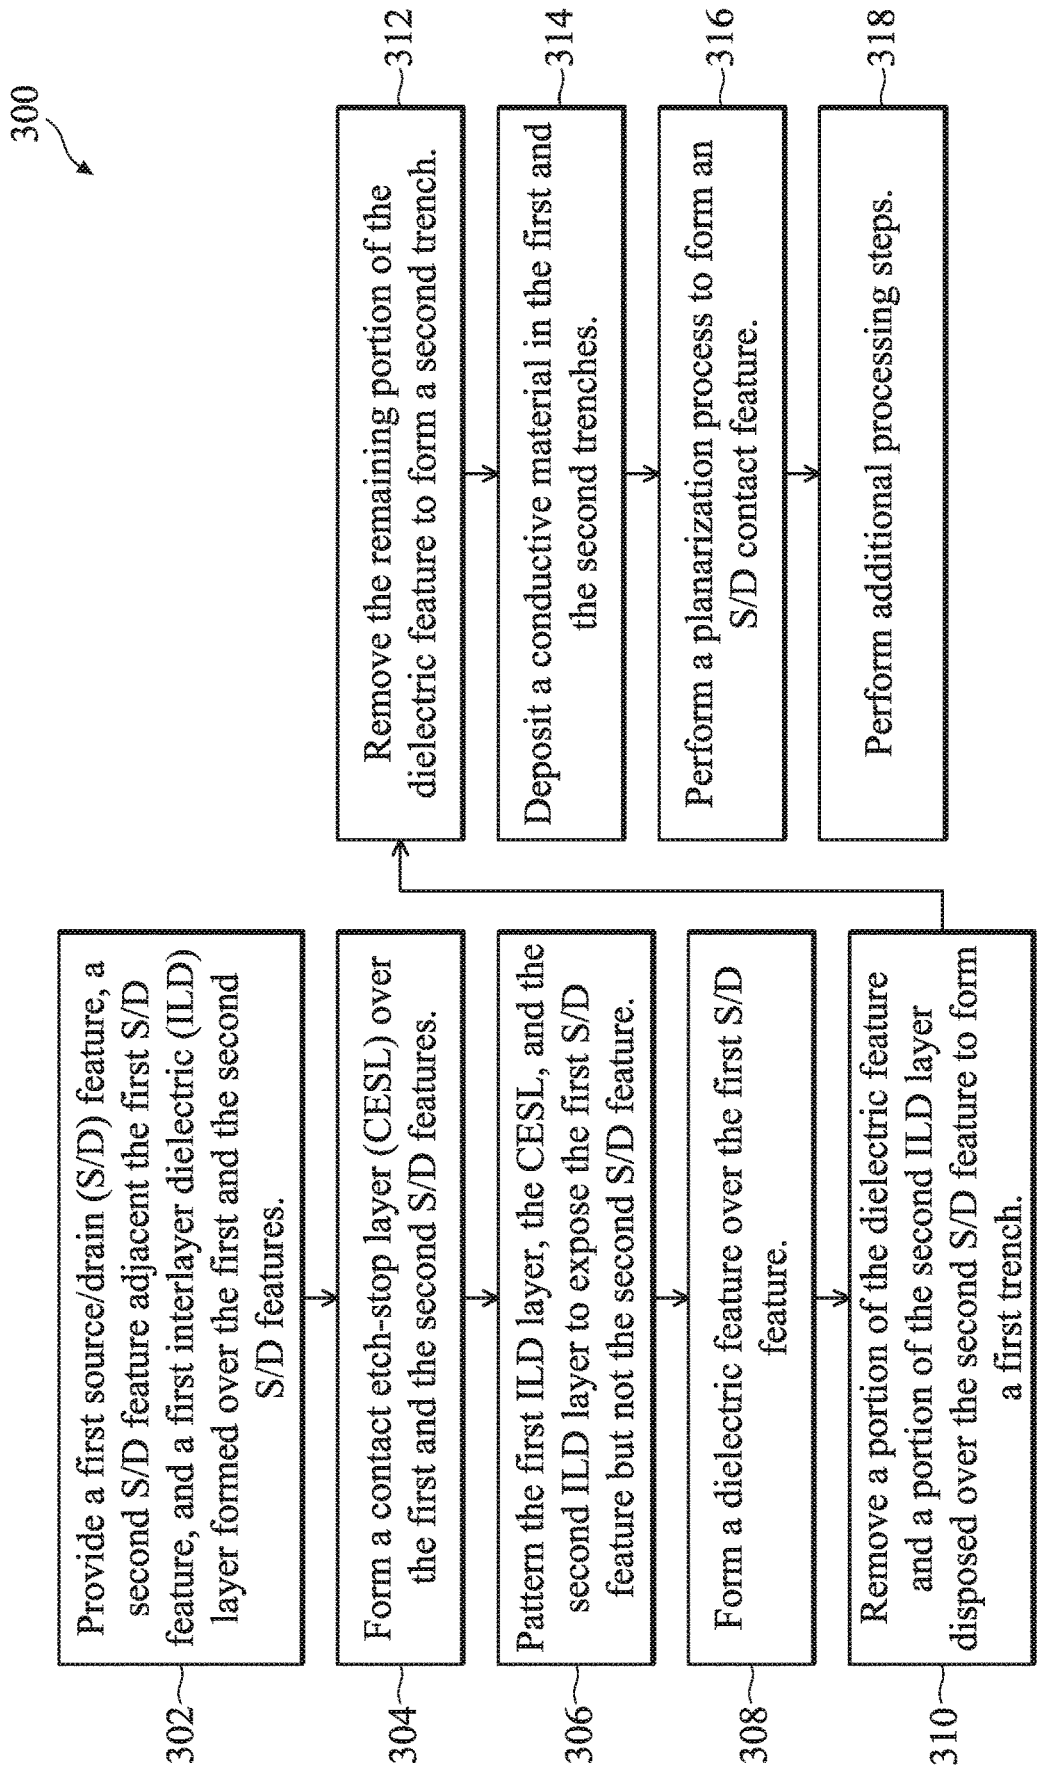 300
302
Provide a first source/drain (S/D) feature, a
second S/D feature adjacent the first S/D
feature, and a first interlayer dielectric (ILD)
layer formed over the first and the second
S/D features.
304
Form a contact etch-stop layer (CESL) over
the first and the second S/D features.
306
Pattern the first ILD layer, the CESL, and the
second ILD layer to expose the first S/D
feature but not the second S/D feature.
308
Form a dielectric feature over the first S/D
feature.
310
Remove a portion of the dielectric feature
and a portion of the second ILD layer
disposed over the second S/D feature to form
a first trench.
312
Remove the remaining portion of the
dielectric feature to form a second trench.
314
Deposit a conductive material in the first and
the second trenches.
316
Perform a planarization process to form an
S/D contact feature.
318
Perform additional processing steps.